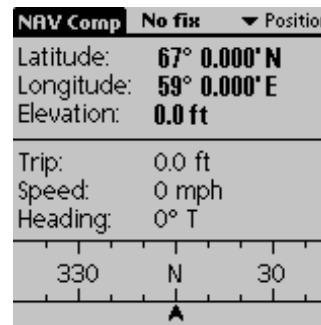 NAV Comp No fix Position
Latitude: 67° 0.000' N
Longitude: 59° 0.000' E
Elevation: 0.0 ft
Trip: 0.0 ft
Speed: 0 mph
Heading: 0° T
330 N 30